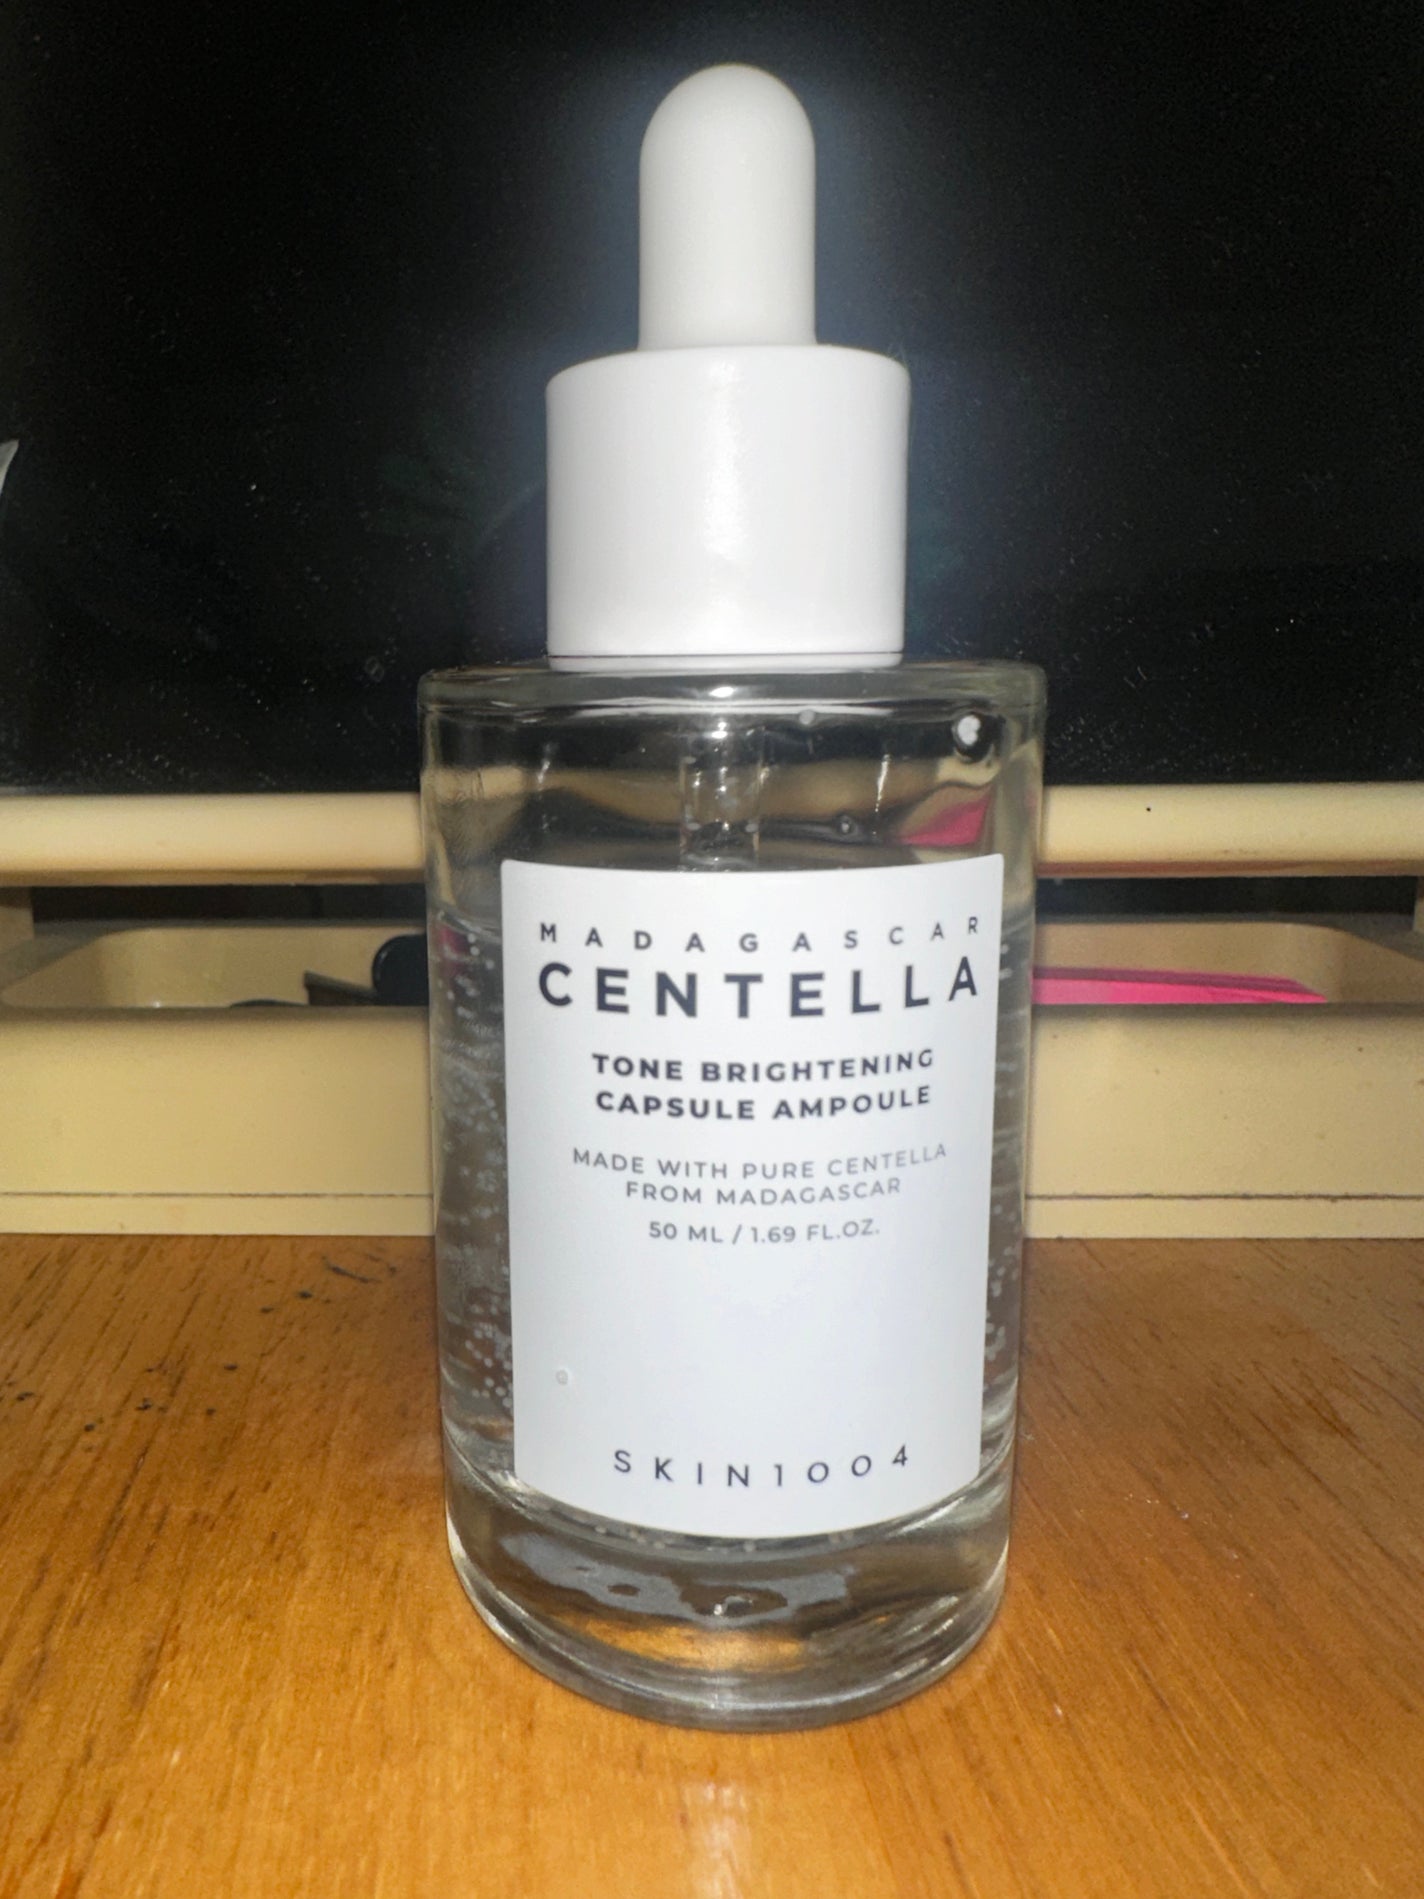 MADAGASCAR
CENTELLA
TONE BRIGHTENING
CAPSULE AMPOULE
MADE WITH PURE CENTELLA
FROM MADAGASCAR
50 ML / 1.69 FL.OZ.
SKIN1004